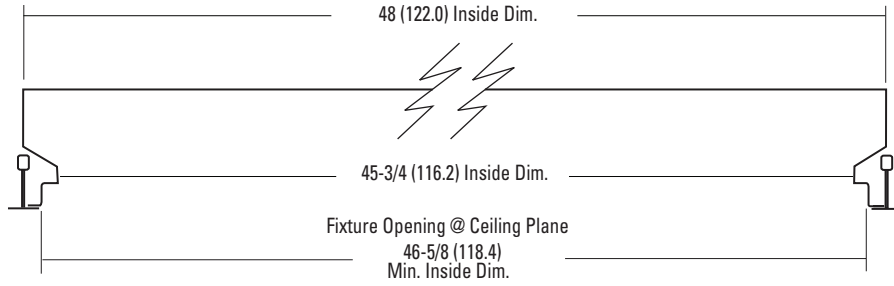 48 (122.0) Inside Dim.
45-3/4 (116.2) Inside Dim.
Fixture Opening @ Ceiling Plane
46-5/8 (118.4)
Min. Inside Dim.